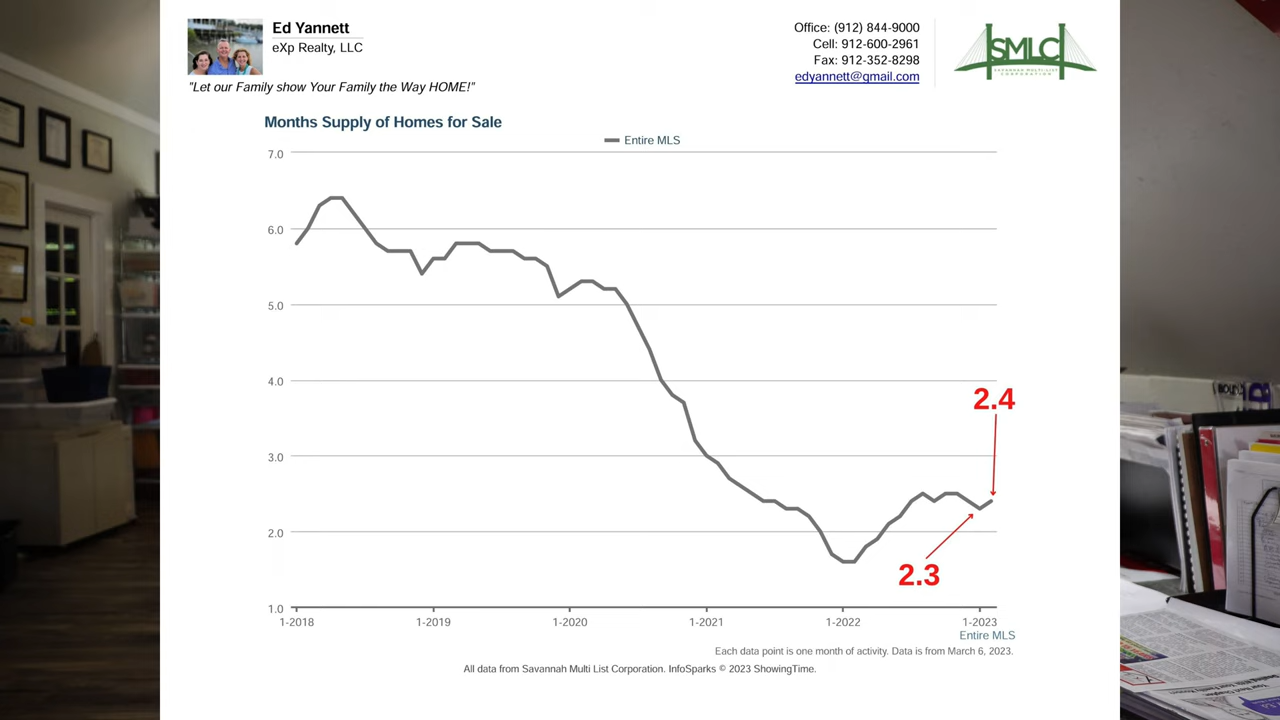 Ed Yannett
eXp Realty, LLC
"Let our Family show Your Family the Way HOME!"
Office: (912) 844-9000
Cell: 912-600-2961
Fax: 912-352-8298
edyannett@gmail.com
SMLC
SAVANNAH MULTI-LIST
CORPORATION
Months Supply of Homes for Sale
Entire MLS
7.0
6.0
5.0
4.0
3.0
2.0
1.0
2.4
2.3
1-2018 1-2019 1-2020 1-2021 1-2022 1-2023
Entire MLS
Each data point is one month of activity. Data is from March 6, 2023.
All data from Savannah Multi List Corporation. InfoSparks © 2023 ShowingTime.